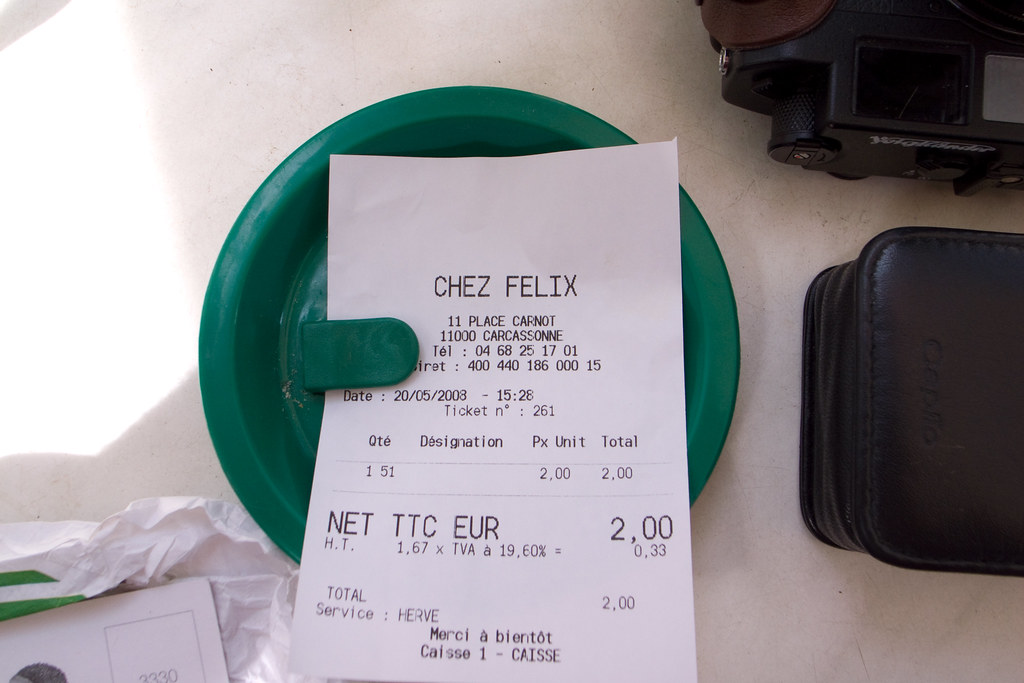 CHEZ FELIX
11 PLACE CARNOT
11000 CARCASSONNE
Tél : 04 68 25 17 01
iret : 400 440 186 000 15
Date : 20/05/2008 - 15:28
Ticket n° : 261
Qté Désignation Px Unit Total
1 51 2,00 2,00
NET TTC EUR 2,00
H.T. 1,67 x TVA à 19,60% = 0,33
TOTAL 2,00
Service : HERVE
Merci à bientôt
Caisse 1 - CAISSE
3330